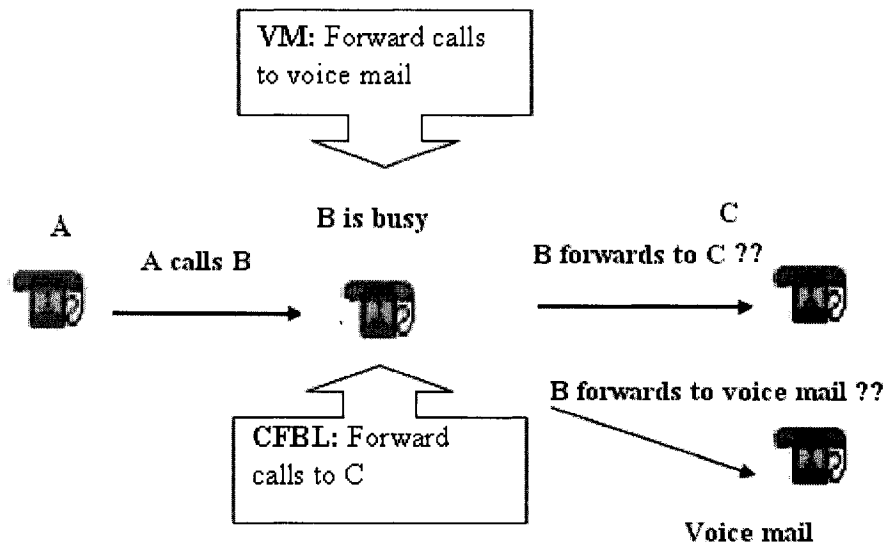 VM: Forward calls
to voice mail
B is busy
A
C
A calls B
B forwards to C ??
B forwards to voice mail ??
CFBL: Forward
calls to C
Voice mail